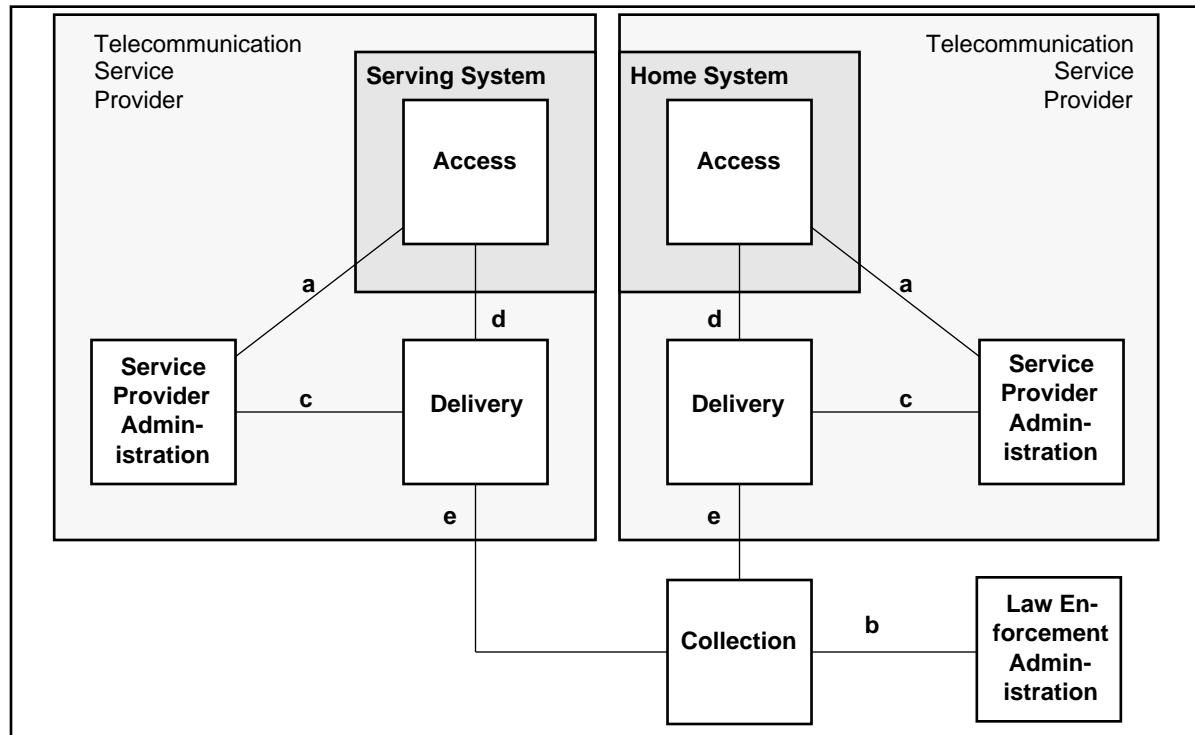 Telecommunication
Service
Provider
Serving System
Access
a
d
Service
Provider
Admin-
istration
c
Delivery
e
Telecommunication
Service
Provider
Home System
Access
a
d
Delivery
c
Service
Provider
Admin-
istration
e
Collection
b
Law En-
forcement
Admin-
istration